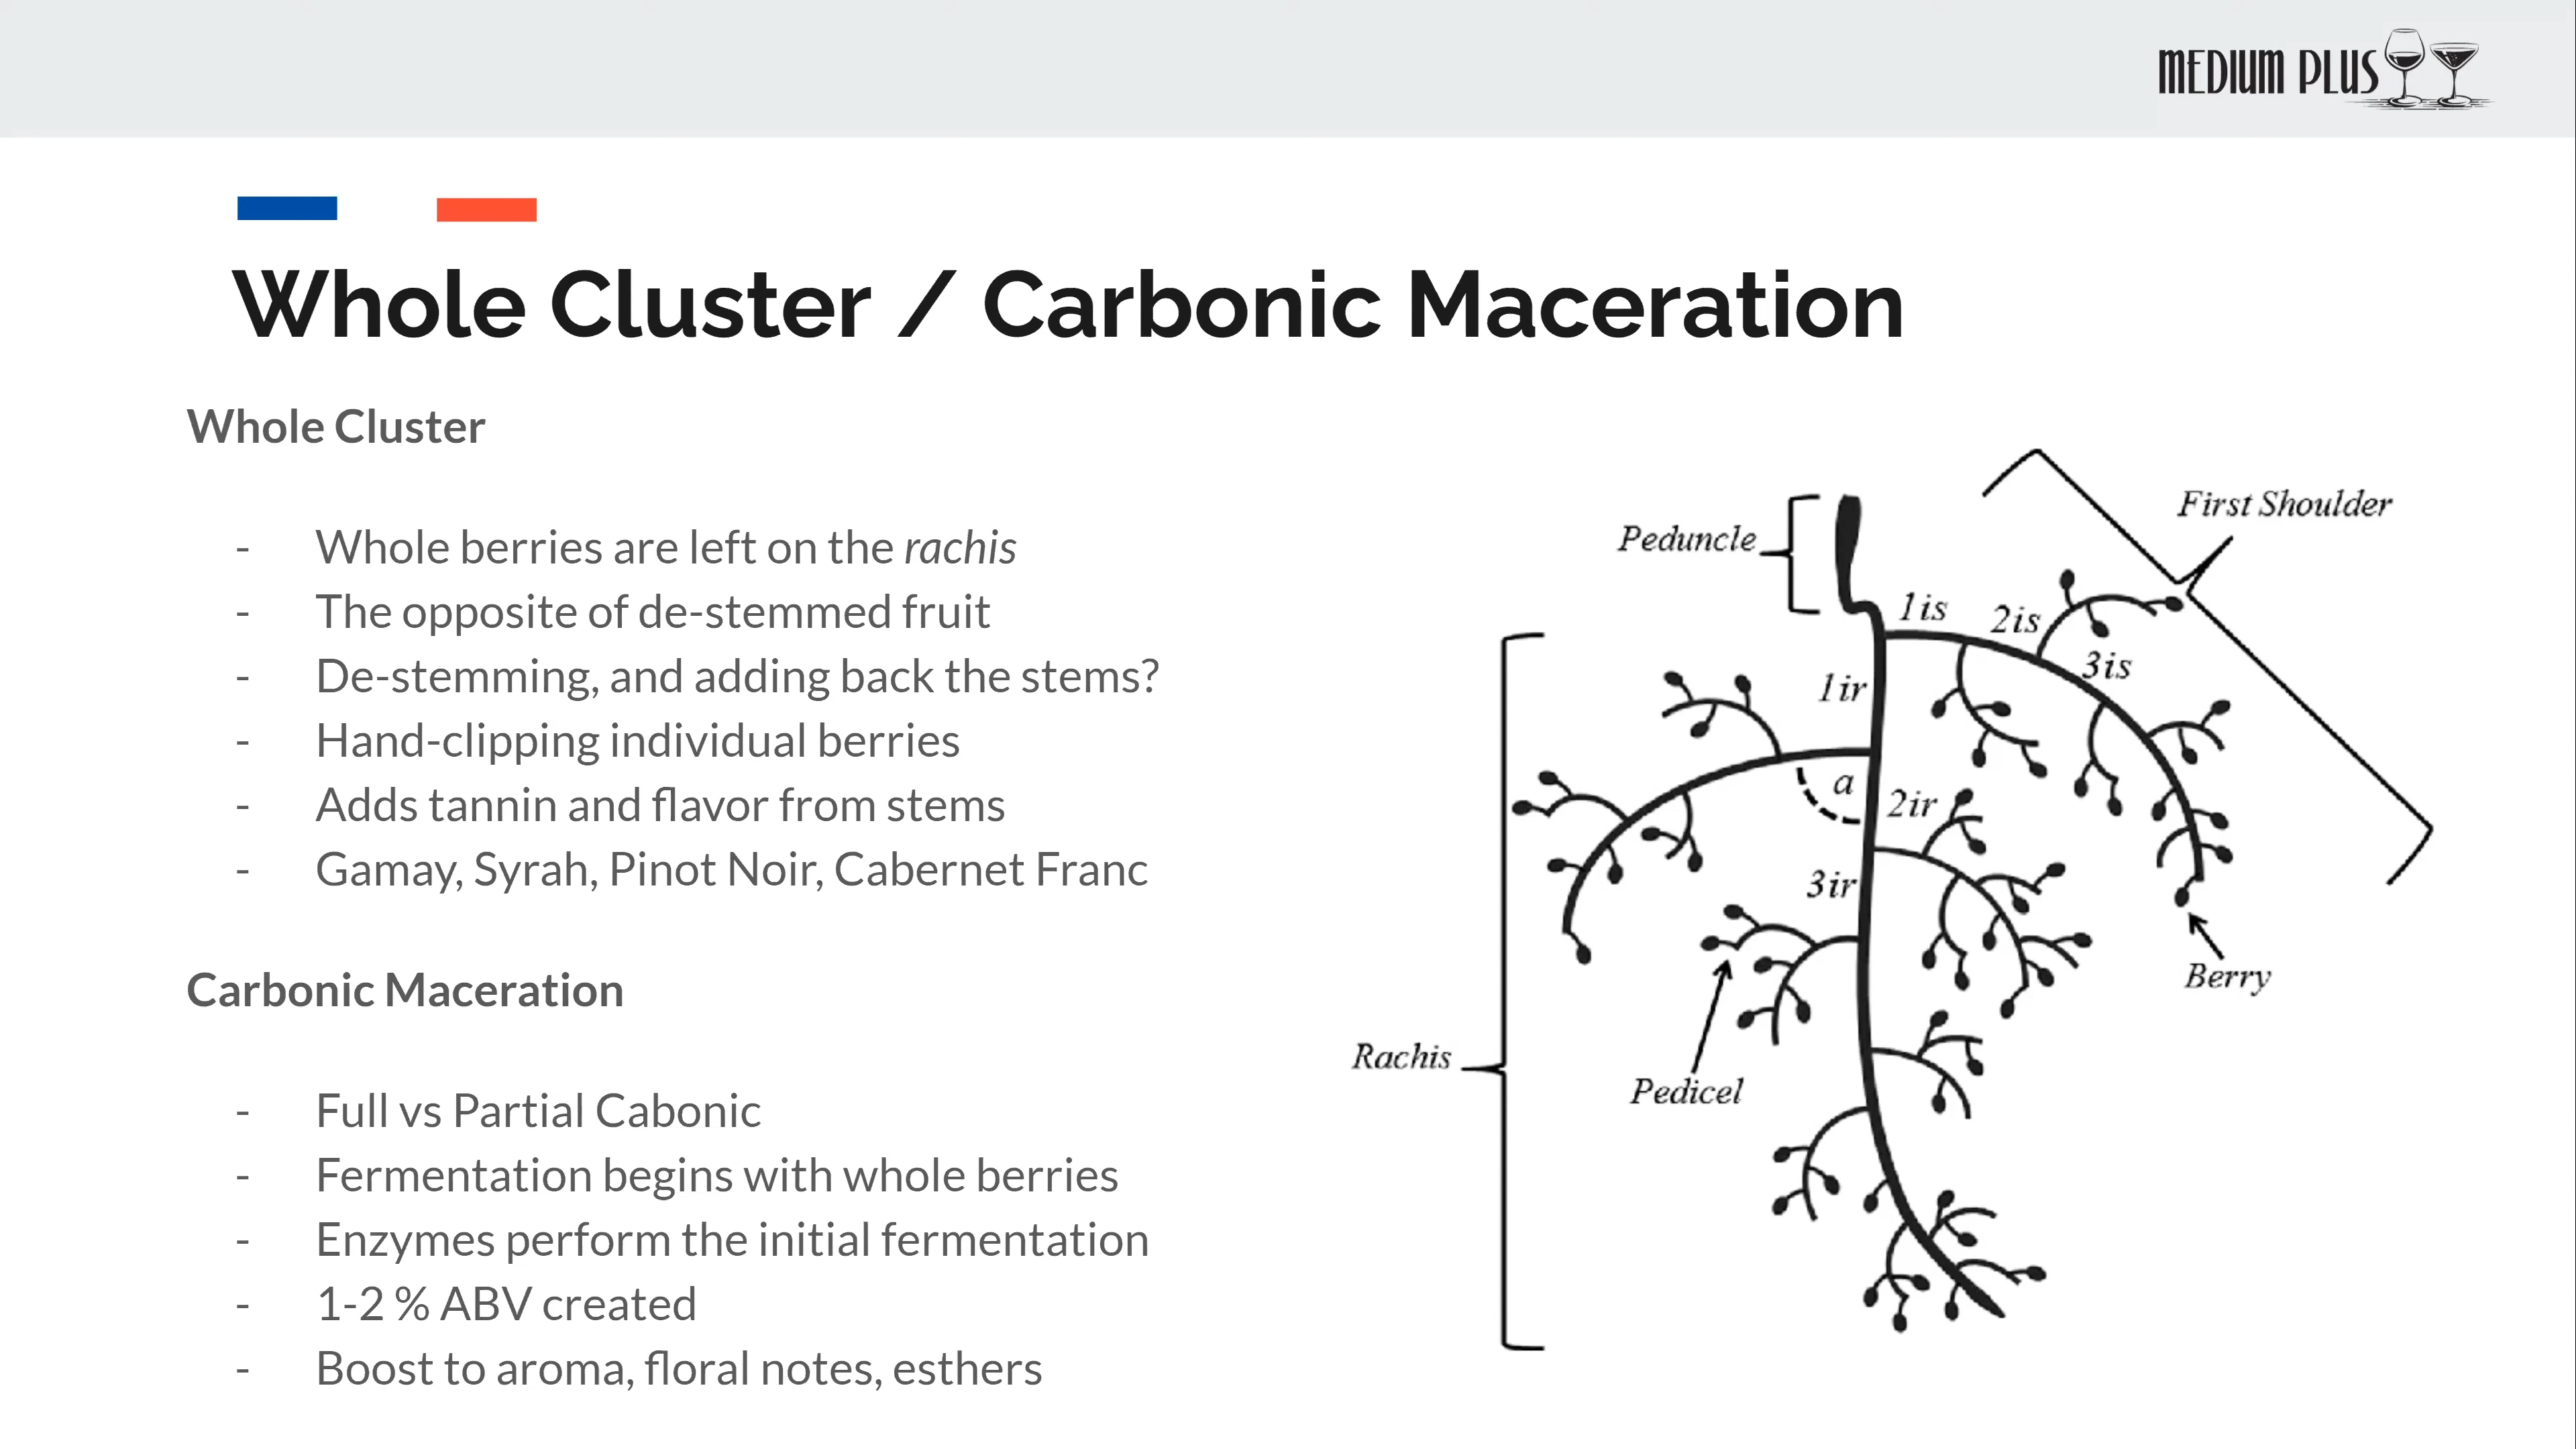 MEDIUM PLUS
Whole Cluster / Carbonic Maceration
Whole Cluster
- Whole berries are left on the rachis
- The opposite of de-stemmed fruit
- De-stemming, and adding back the stems?
- Hand-clipping individual berries
- Adds tannin and flavor from stems
- Gamay, Syrah, Pinot Noir, Cabernet Franc
Carbonic Maceration
- Full vs Partial Cabonic
- Fermentation begins with whole berries
- Enzymes perform the initial fermentation
- 1-2 % ABV created
- Boost to aroma, floral notes, esthers
First Shoulder
Peduncle
1is
2is
3is
1ir
a
2ir
3ir
Berry
Rachis
Pedicel